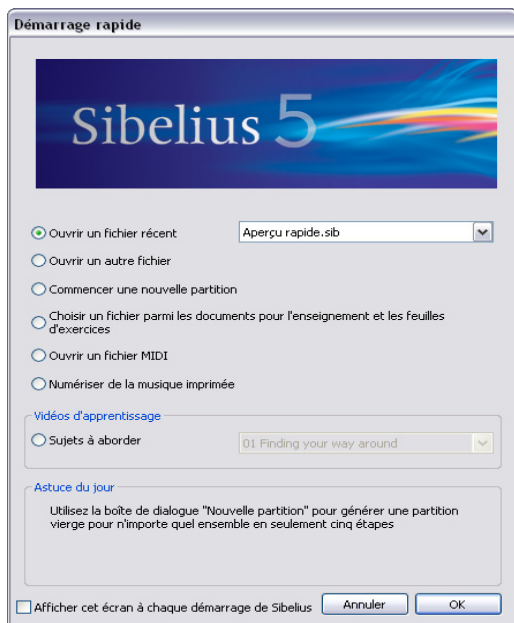 Démarrage rapide
Sibelius 5
Ouvrir un fichier récent
Aperçu rapide.sib
Ouvrir un autre fichier
Commencer une nouvelle partition
Choisir un fichier parmi les documents pour l'enseignement et les feuilles
d'exercices
Ouvrir un fichier MIDI
Numériser de la musique imprimée
Vidéos d'apprentissage
Sujets à aborder
01 Finding your way around
Astuce du jour
Utilisez la boîte de dialogue "Nouvelle partition" pour générer une partition
vierge pour n'importe quel ensemble en seulement cinq étapes
Afficher cet écran à chaque démarrage de Sibelius
Annuler
OK